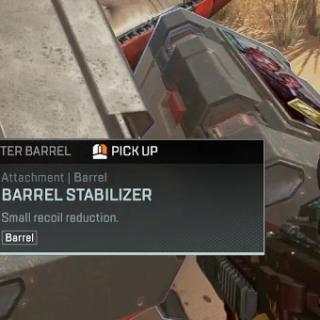 TER BARREL PICK UP
Attachment | Barrel
BARREL STABILIZER
Small recoil reduction.
Barrel